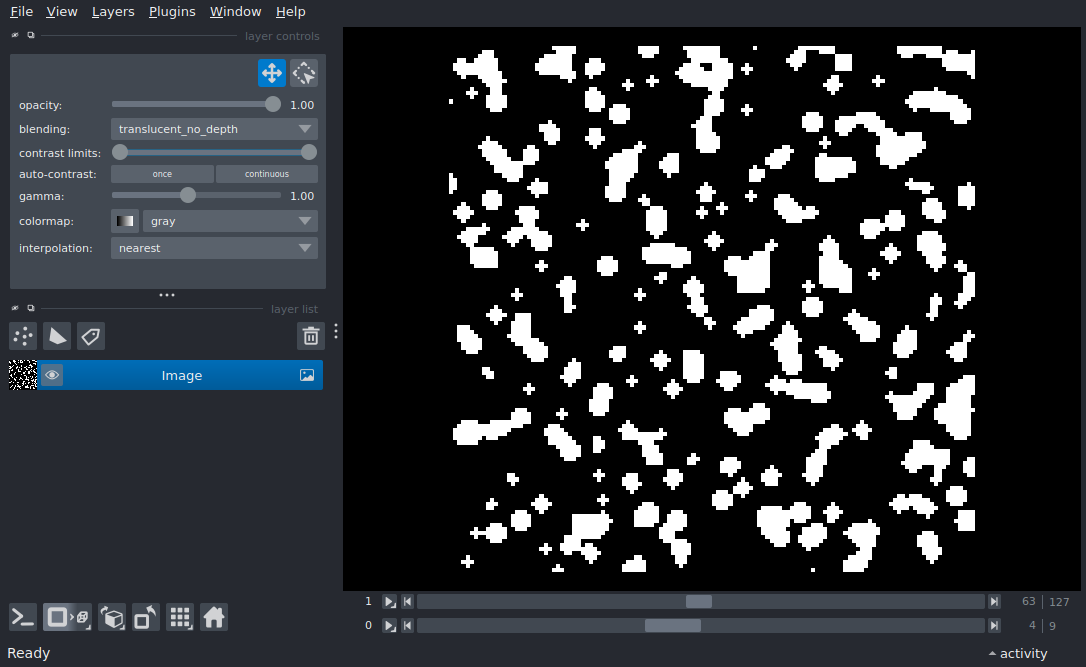 File View Layers Plugins Window Help
layer controls
opacity: 1.00
blending: translucent_no_depth
contrast limits:
auto-contrast: once continuous
gamma: 1.00
colormap: gray
interpolation: nearest
layer list
Image
1 63 127
0 4 9
Ready activity